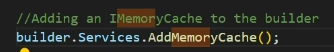 //Adding an IMemoryCache to the builder
builder.Services.AddMemoryCache();